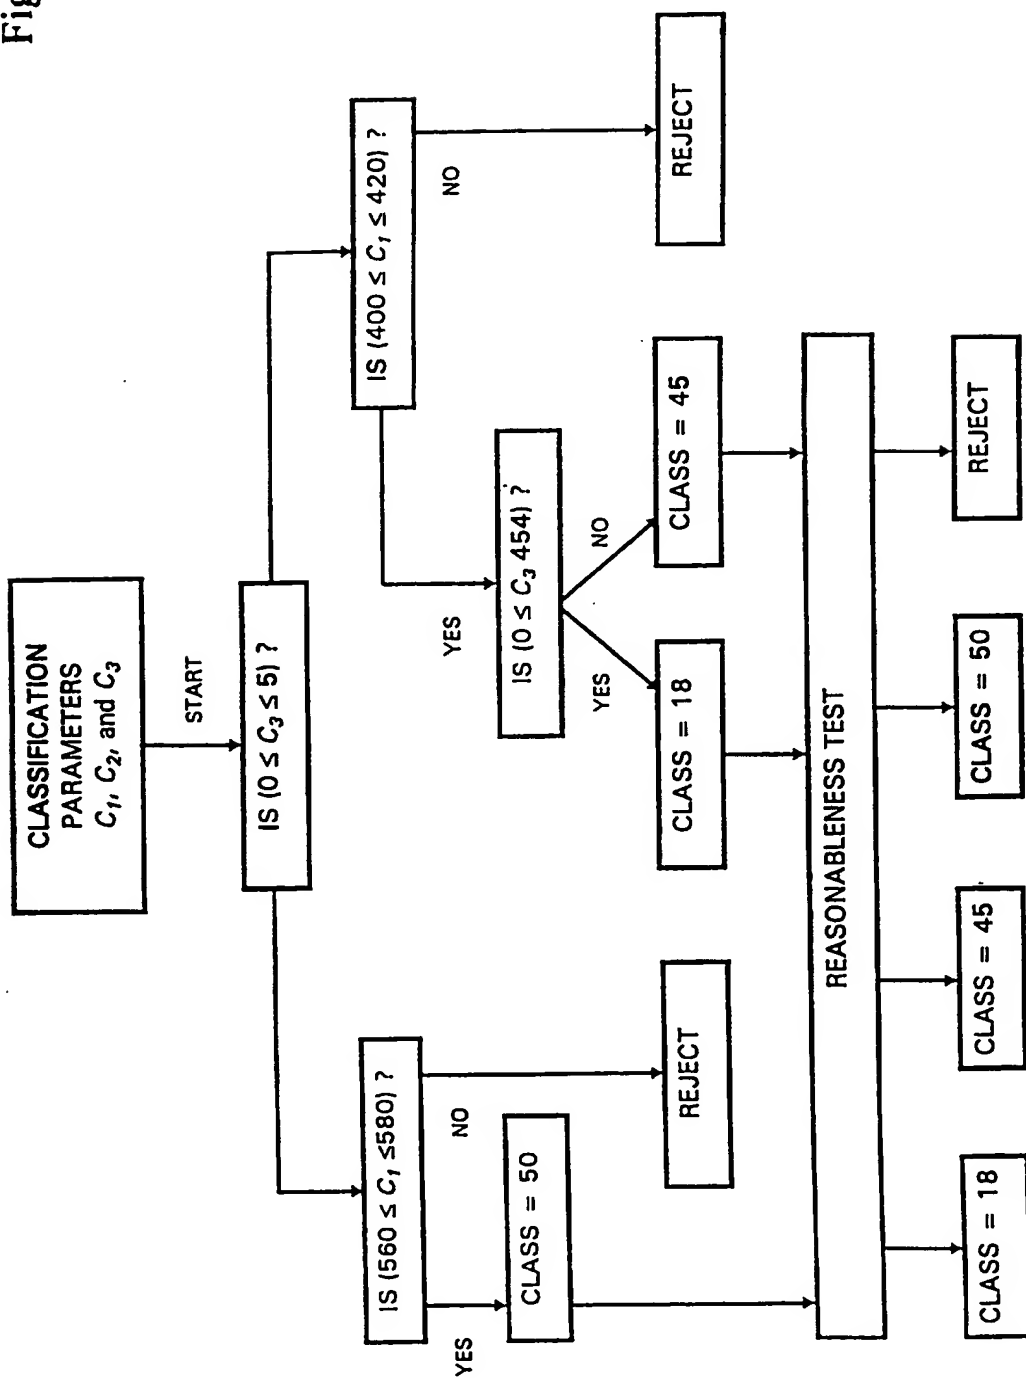 Fig
CLASSIFICATION
PARAMETERS
C1, C2, and C3
START
IS (0 ≤ C3 ≤ 5) ?
IS (560 ≤ C1 ≤580) ?
IS (400 ≤ C1 ≤ 420) ?
YES
NO
YES
NO
CLASS = 50
IS (0 ≤ C3 454) ?
YES
NO
REJECT
CLASS = 18
CLASS = 45
REJECT
REASONABLENESS TEST
CLASS = 18
CLASS = 45
CLASS = 50
REJECT